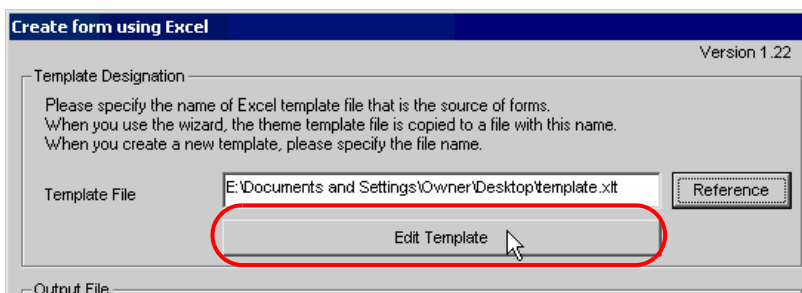 Create form using Excel
Version 1.22
Template Designation
Please specify the name of Excel template file that is the source of forms.
When you use the wizard, the theme template file is copied to a file with this name.
When you create a new template, please specify the file name.
Template File
E:\Documents and Settings\Owner\Desktop\template.xlt
Reference
Edit Template
Output File